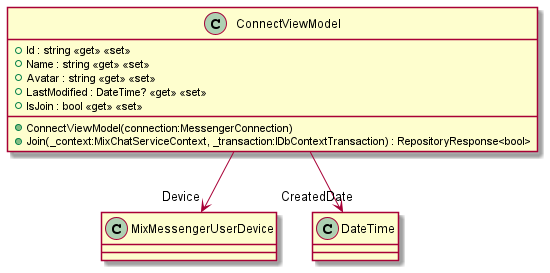 C ConnectViewModel
Id : string «get» «set»
Name : string «get» «set»
Avatar : string «get» «set»
LastModified : DateTime? «get» «set»
IsJoin : bool «get» «set»
ConnectViewModel(connection:MessengerConnection)
Join(_context:MixChatServiceContext, _transaction:IDbContextTransaction) : RepositoryResponse<bool>
Device
CreatedDate
C MixMessengerUserDevice
C DateTime